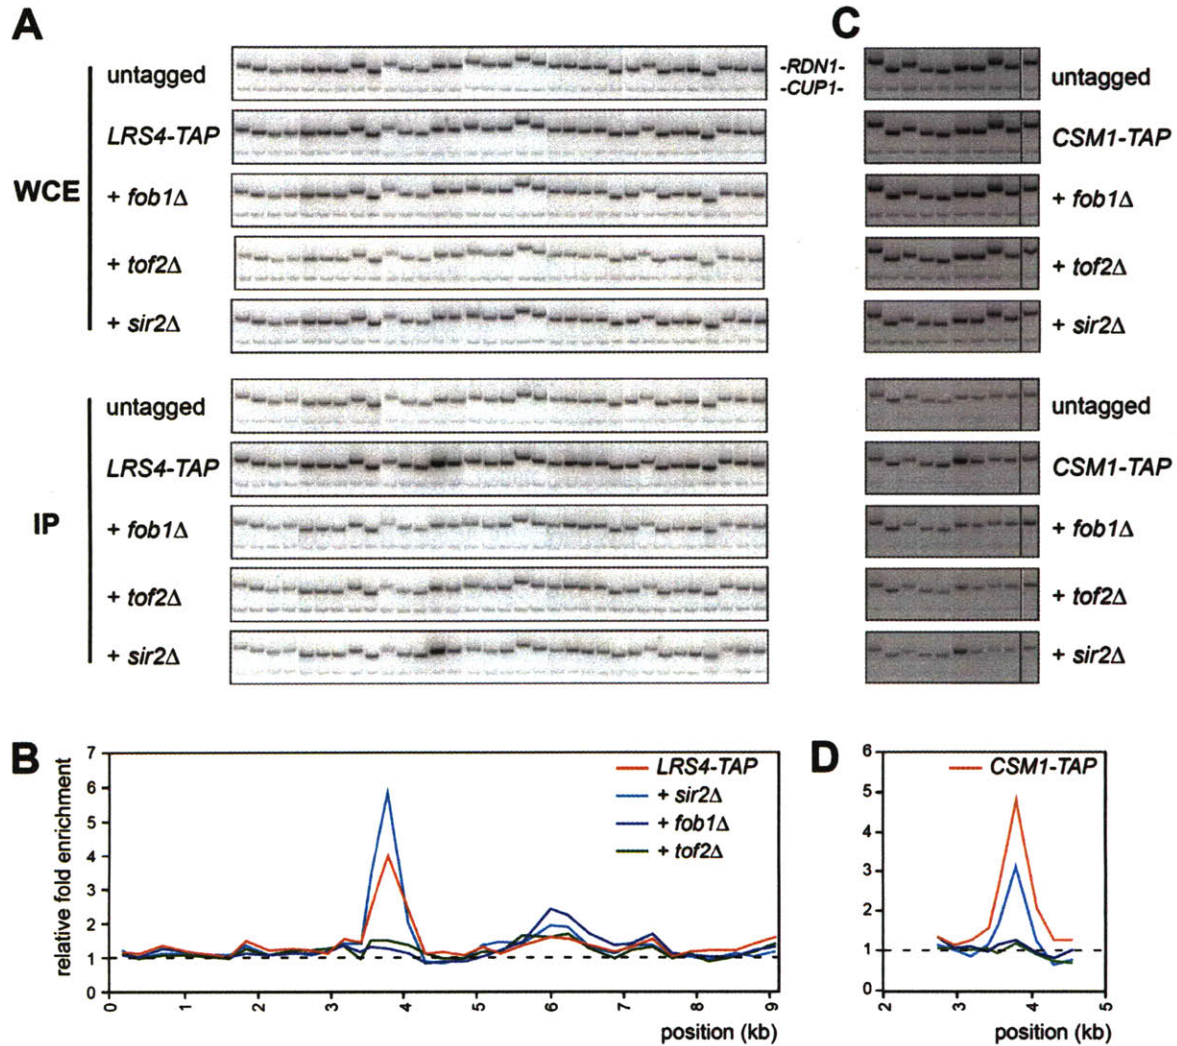 A
C
untagged
-RDN1-
-CUP1-
untagged
LRS4-TAP
CSM1-TAP
WCE
+ fob1Δ
+ fob1Δ
+ tof2Δ
+ tof2Δ
+ sir2Δ
+ sir2Δ
untagged
untagged
LRS4-TAP
CSM1-TAP
IP
+ fob1Δ
+ fob1Δ
+ tof2Δ
+ tof2Δ
+ sir2Δ
+ sir2Δ
B
relative fold enrichment
7
6
5
4
3
2
1
0
LRS4-TAP
+ sir2Δ
+ fob1Δ
+ tof2Δ
0 1 2 3 4 5 6 7 8 9
position (kb)
D
6
5
4
3
2
1
0
CSM1-TAP
2 3 4 5
position (kb)